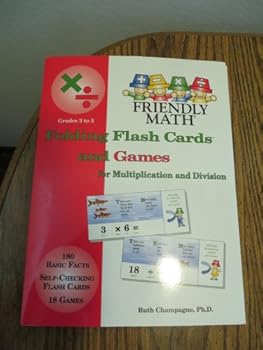 FRIENDLY
MATH™
Grades 3 to 5
Folding Flash Cards
and Games
for Multiplication and Division
3 × 6 =
18 ÷
180
BASIC FACTS
SELF-CHECKING
FLASH CARDS
18 GAMES
Ruth Champagne, Ph.D.